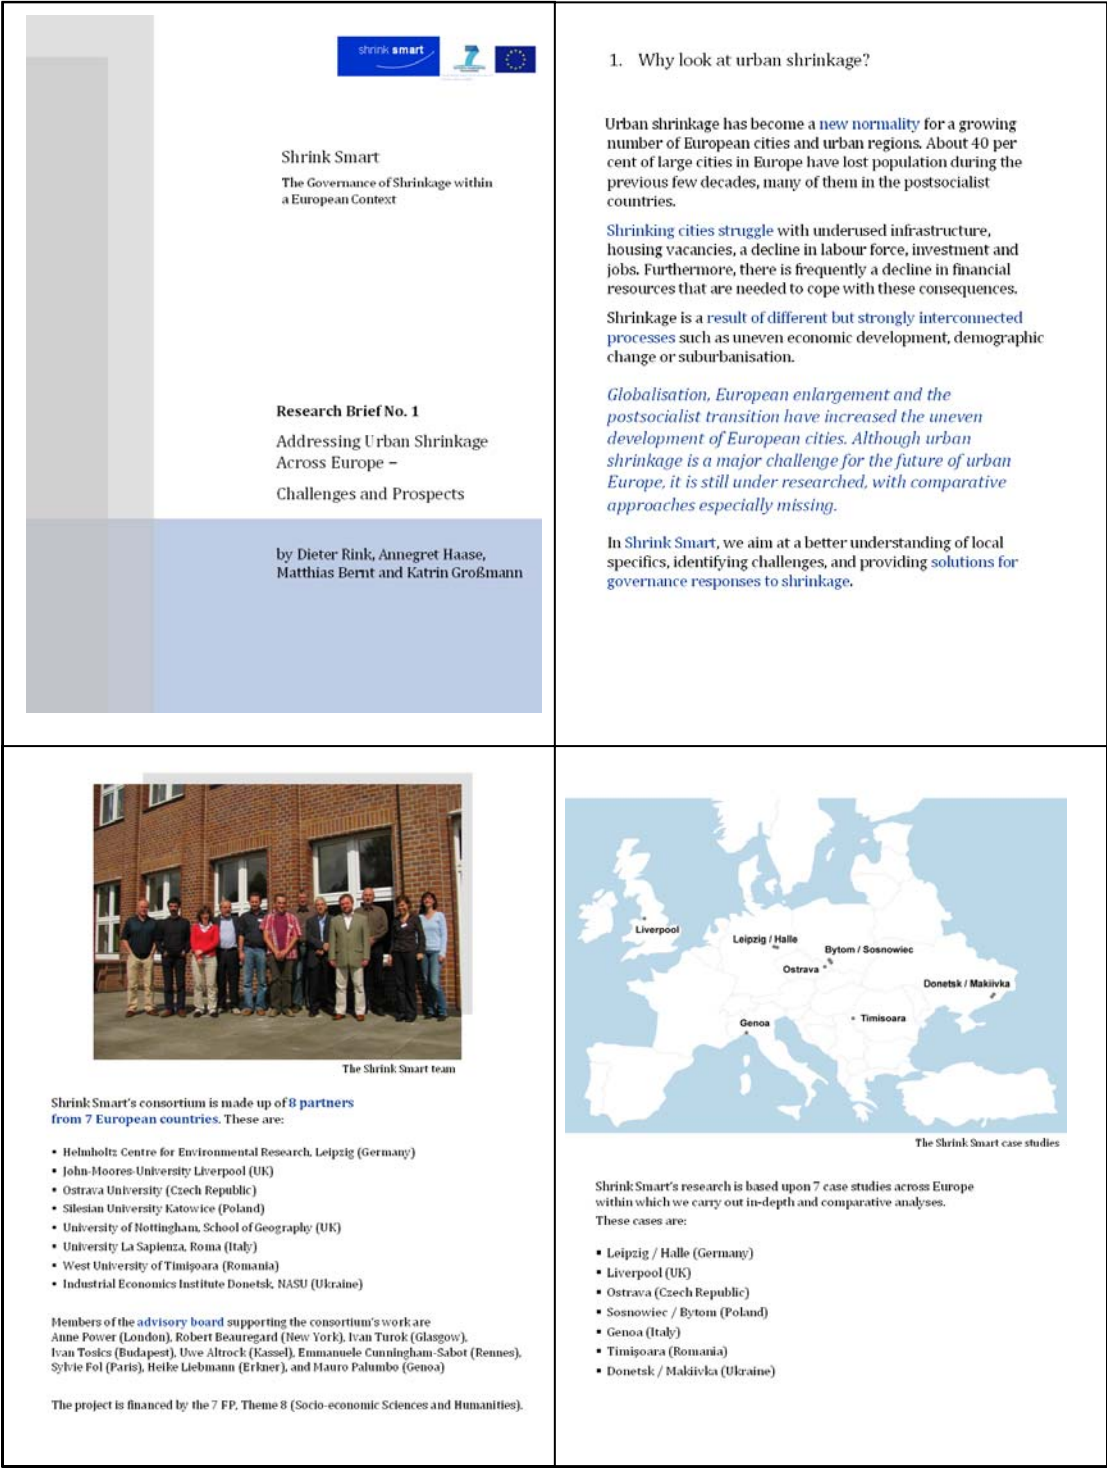 shrink smart
Shrink Smart
The Governance of Shrinkage within
a European Context
Research Brief No. 1
Addressing Urban Shrinkage
Across Europe –
Challenges and Prospects
by Dieter Rink, Annegret Haase,
Matthias Bernt and Katrin Großmann
1. Why look at urban shrinkage?
Urban shrinkage has become a new normality for a growing
number of European cities and urban regions. About 40 per
cent of large cities in Europe have lost population during the
previous few decades, many of them in the postsocialist
countries.
Shrinking cities struggle with underused infrastructure,
housing vacancies, a decline in labour force, investment and
jobs. Furthermore, there is frequently a decline in financial
resources that are needed to cope with these consequences.
Shrinkage is a result of different but strongly interconnected
processes such as uneven economic development, demographic
change or suburbanisation.
Globalisation, European enlargement and the
postsocialist transition have increased the uneven
development of European cities. Although urban
shrinkage is a major challenge for the future of urban
Europe, it is still under researched, with comparative
approaches especially missing.
In Shrink Smart, we aim at a better understanding of local
specifics, identifying challenges, and providing solutions for
governance responses to shrinkage.
The Shrink Smart team
Shrink Smart's consortium is made up of 8 partners
from 7 European countries. These are:
▪ Helmholtz Centre for Environmental Research, Leipzig (Germany)
▪ John-Moores-University Liverpool (UK)
▪ Ostrava University (Czech Republic)
▪ Silesian University Katowice (Poland)
▪ University of Nottingham, School of Geography (UK)
▪ University La Sapienza, Roma (Italy)
▪ West University of Timişoara (Romania)
▪ Industrial Economics Institute Donetsk, NASU (Ukraine)
Members of the advisory board supporting the consortium's work are
Anne Power (London), Robert Beauregard (New York), Ivan Turok (Glasgow),
Ivan Tosics (Budapest), Uwe Altrock (Kassel), Emmanuele Cunningham-Sabot (Rennes),
Sylvie Fol (Paris), Heike Liebmann (Erkner), and Mauro Palumbo (Genoa)
The project is financed by the 7 FP, Theme 8 (Socio-economic Sciences and Humanities).
Liverpool
Leipzig / Halle
Bytom / Sosnowiec
Ostrava
Donetsk / Makiivka
Genoa
Timisoara
The Shrink Smart case studies
Shrink Smart's research is based upon 7 case studies across Europe
within which we carry out in-depth and comparative analyses.
These cases are:
▪ Leipzig / Halle (Germany)
▪ Liverpool (UK)
▪ Ostrava (Czech Republic)
▪ Sosnowiec / Bytom (Poland)
▪ Genoa (Italy)
▪ Timişoara (Romania)
▪ Donetsk / Makiivka (Ukraine)